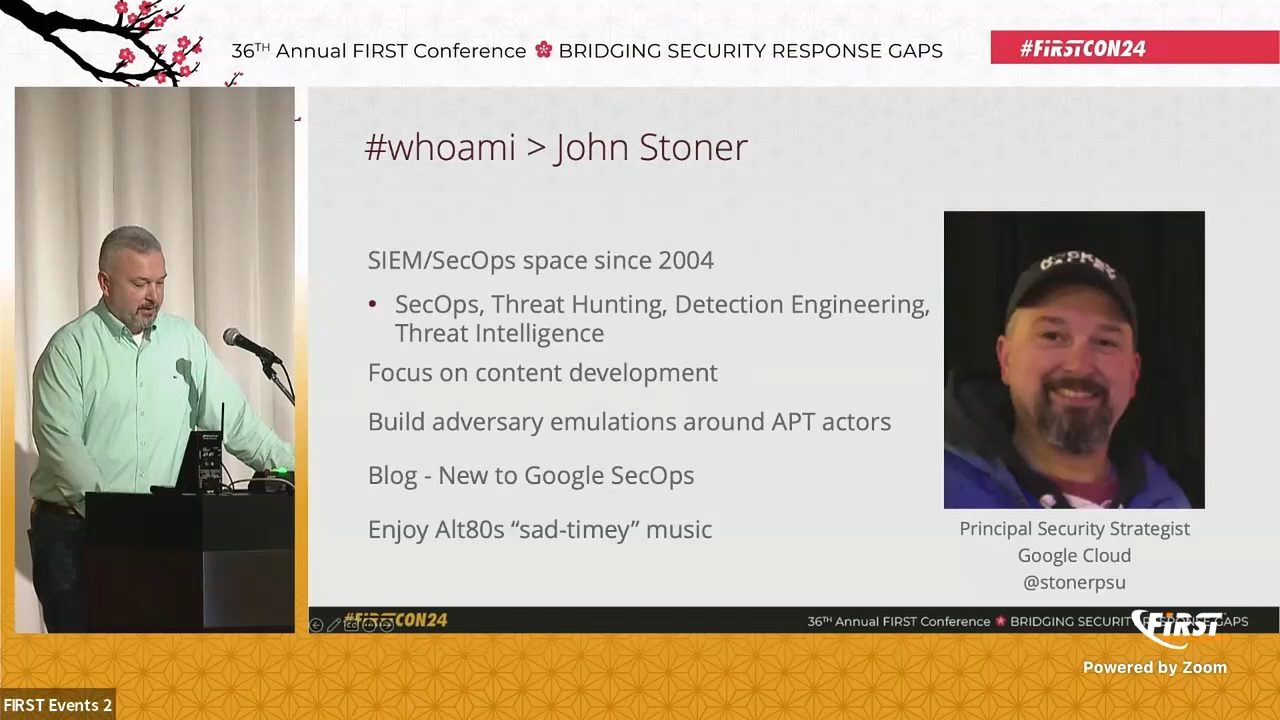 36TH Annual FIRST Conference BRIDGING SECURITY RESPONSE GAPS
#FiRSTCON24
#whoami > John Stoner
SIEM/SecOps space since 2004
• SecOps, Threat Hunting, Detection Engineering,
Threat Intelligence
Focus on content development
Build adversary emulations around APT actors
Blog - New to Google SecOps
Enjoy Alt80s “sad-timey” music
Principal Security Strategist
Google Cloud
@stonerpsu
#FiRSTCON24
36TH Annual FIRST Conference BRIDGING SECURITY RESPONSE GAPS
FiRST
Powered by Zoom
FIRST Events 2